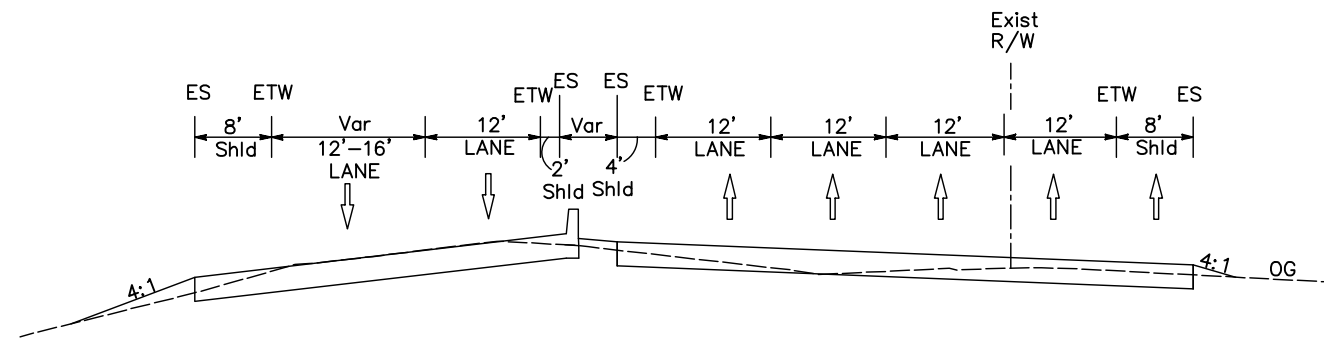 Exist
R/W
ES
ETW
ETW
ES
ES
ETW
ETW
ES
8'
Shld
Var
12'-16'
LANE
12'
LANE
2'
Shld
Var
4'
Shld
12'
LANE
12'
LANE
12'
LANE
12'
LANE
8'
Shld
4:1
4:1
OG